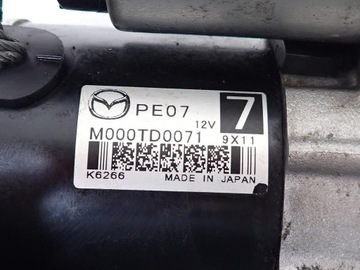 PE07 12V 7
M000TD0071 9X11
K6266 MADE IN JAPAN